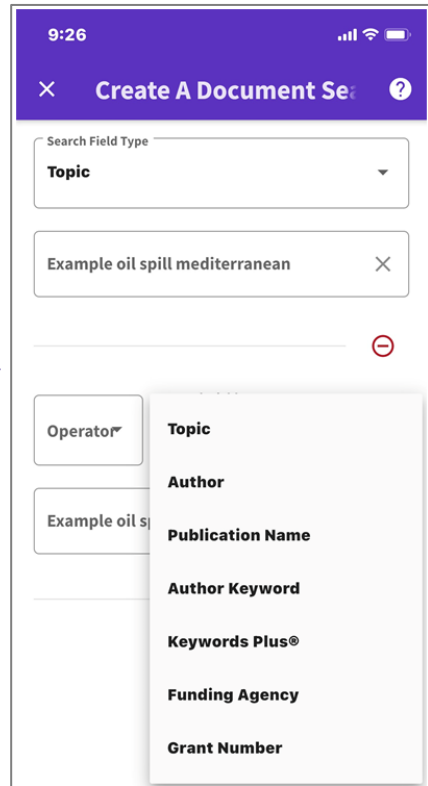 9:26
Create A Document Sea
Search Field Type
Topic
Example oil spill mediterranean
Operator
Topic
Author
Example oil sp
Publication Name
Author Keyword
Keywords Plus®
Funding Agency
Grant Number